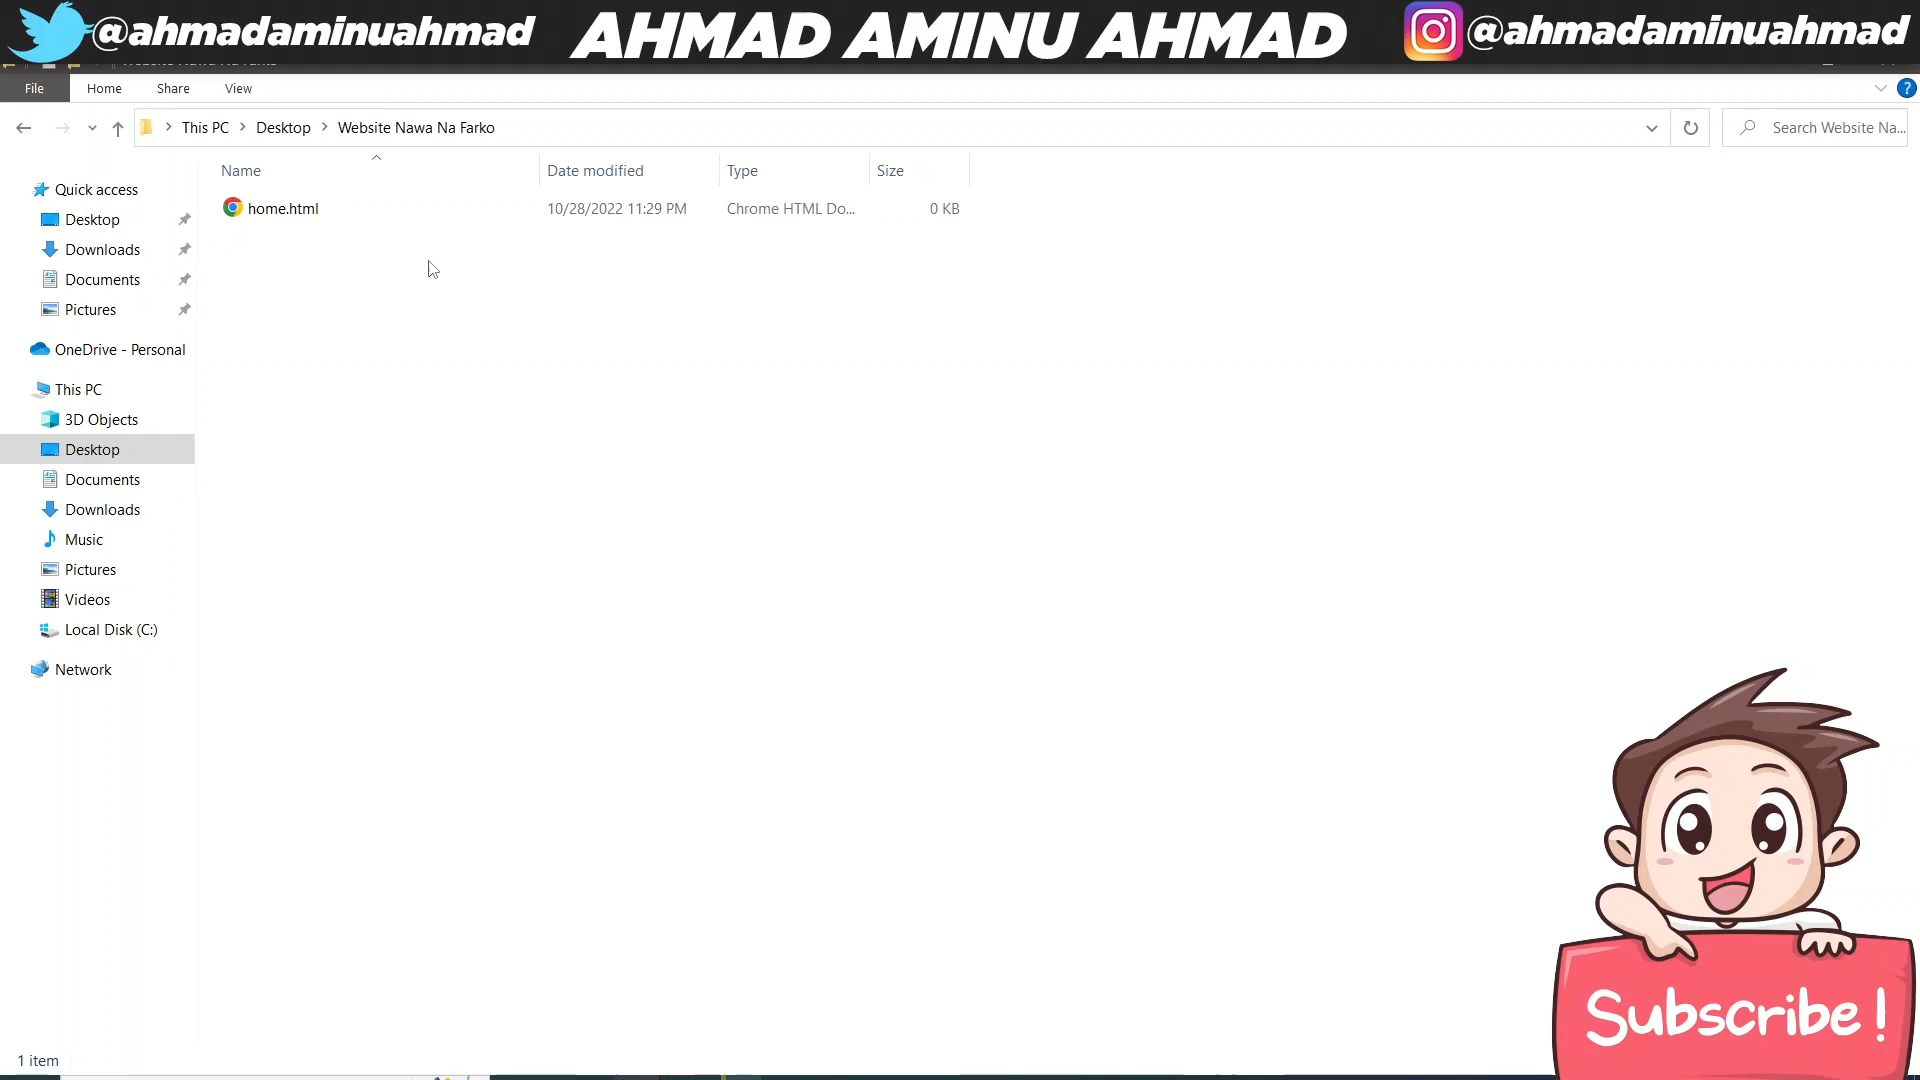 @ahmadaminuahmad AHMAD AMINU AHMAD @ahmadaminuahmad
File Home Share View ?
This PC > Desktop > Website Nawa Na Farko Search Website Na...
Name Date modified Type Size
Quick access
home.html 10/28/2022 11:29 PM Chrome HTML Do... 0 KB
Desktop
Downloads
Documents
Pictures
OneDrive - Personal
This PC
3D Objects
Desktop
Documents
Downloads
Music
Pictures
Videos
Local Disk (C:)
Network
Subscribe!
1 item